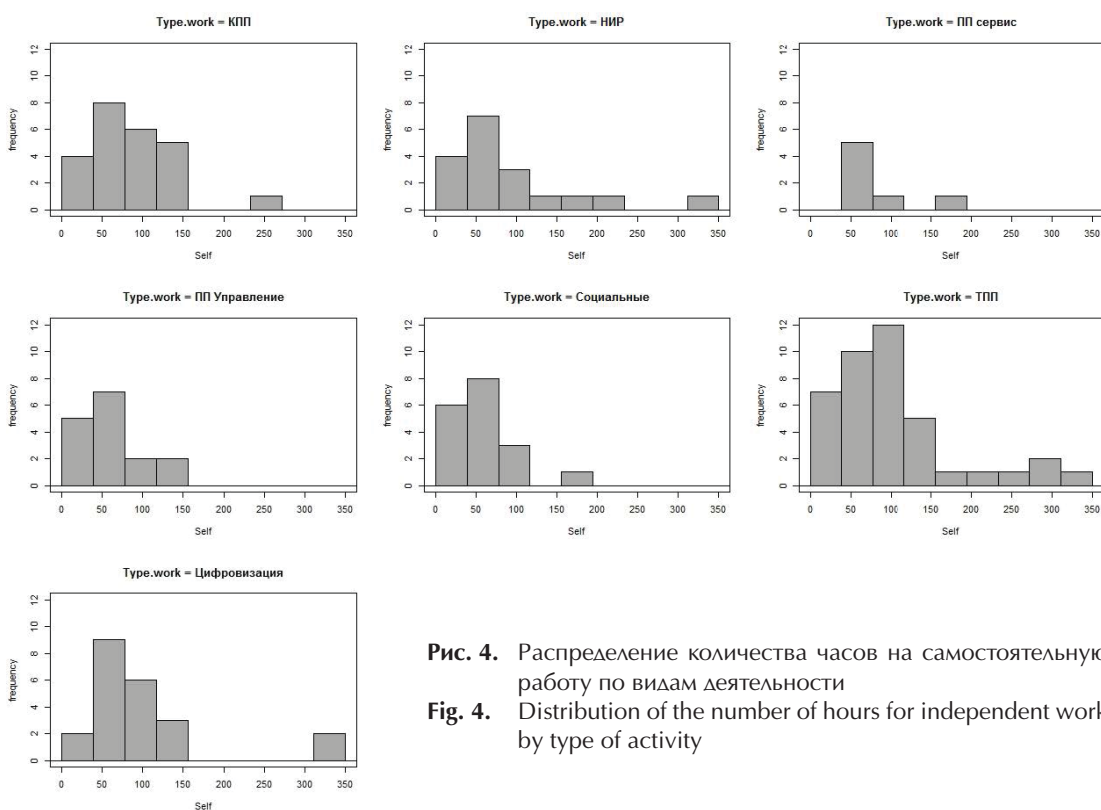 Type.work = КПП
12
10
8
6
4
2
0
frequency
0 50 100 150 200 250 300 350
Self
Type.work = НИР
12
10
8
6
4
2
0
frequency
0 50 100 150 200 250 300 350
Self
Type.work = ПП сервис
12
10
8
6
4
2
0
frequency
0 50 100 150 200 250 300 350
Self
Type.work = ПП Управление
12
10
8
6
4
2
0
frequency
0 50 100 150 200 250 300 350
Self
Type.work = Социальные
12
10
8
6
4
2
0
frequency
0 50 100 150 200 250 300 350
Self
Type.work = ТПП
12
10
8
6
4
2
0
frequency
0 50 100 150 200 250 300 350
Self
Type.work = Цифровизация
12
10
8
6
4
2
0
frequency
0 50 100 150 200 250 300 350
Self
Рис. 4. Распределение количества часов на самостоятельную
работу по видам деятельности
Fig. 4. Distribution of the number of hours for independent work
by type of activity